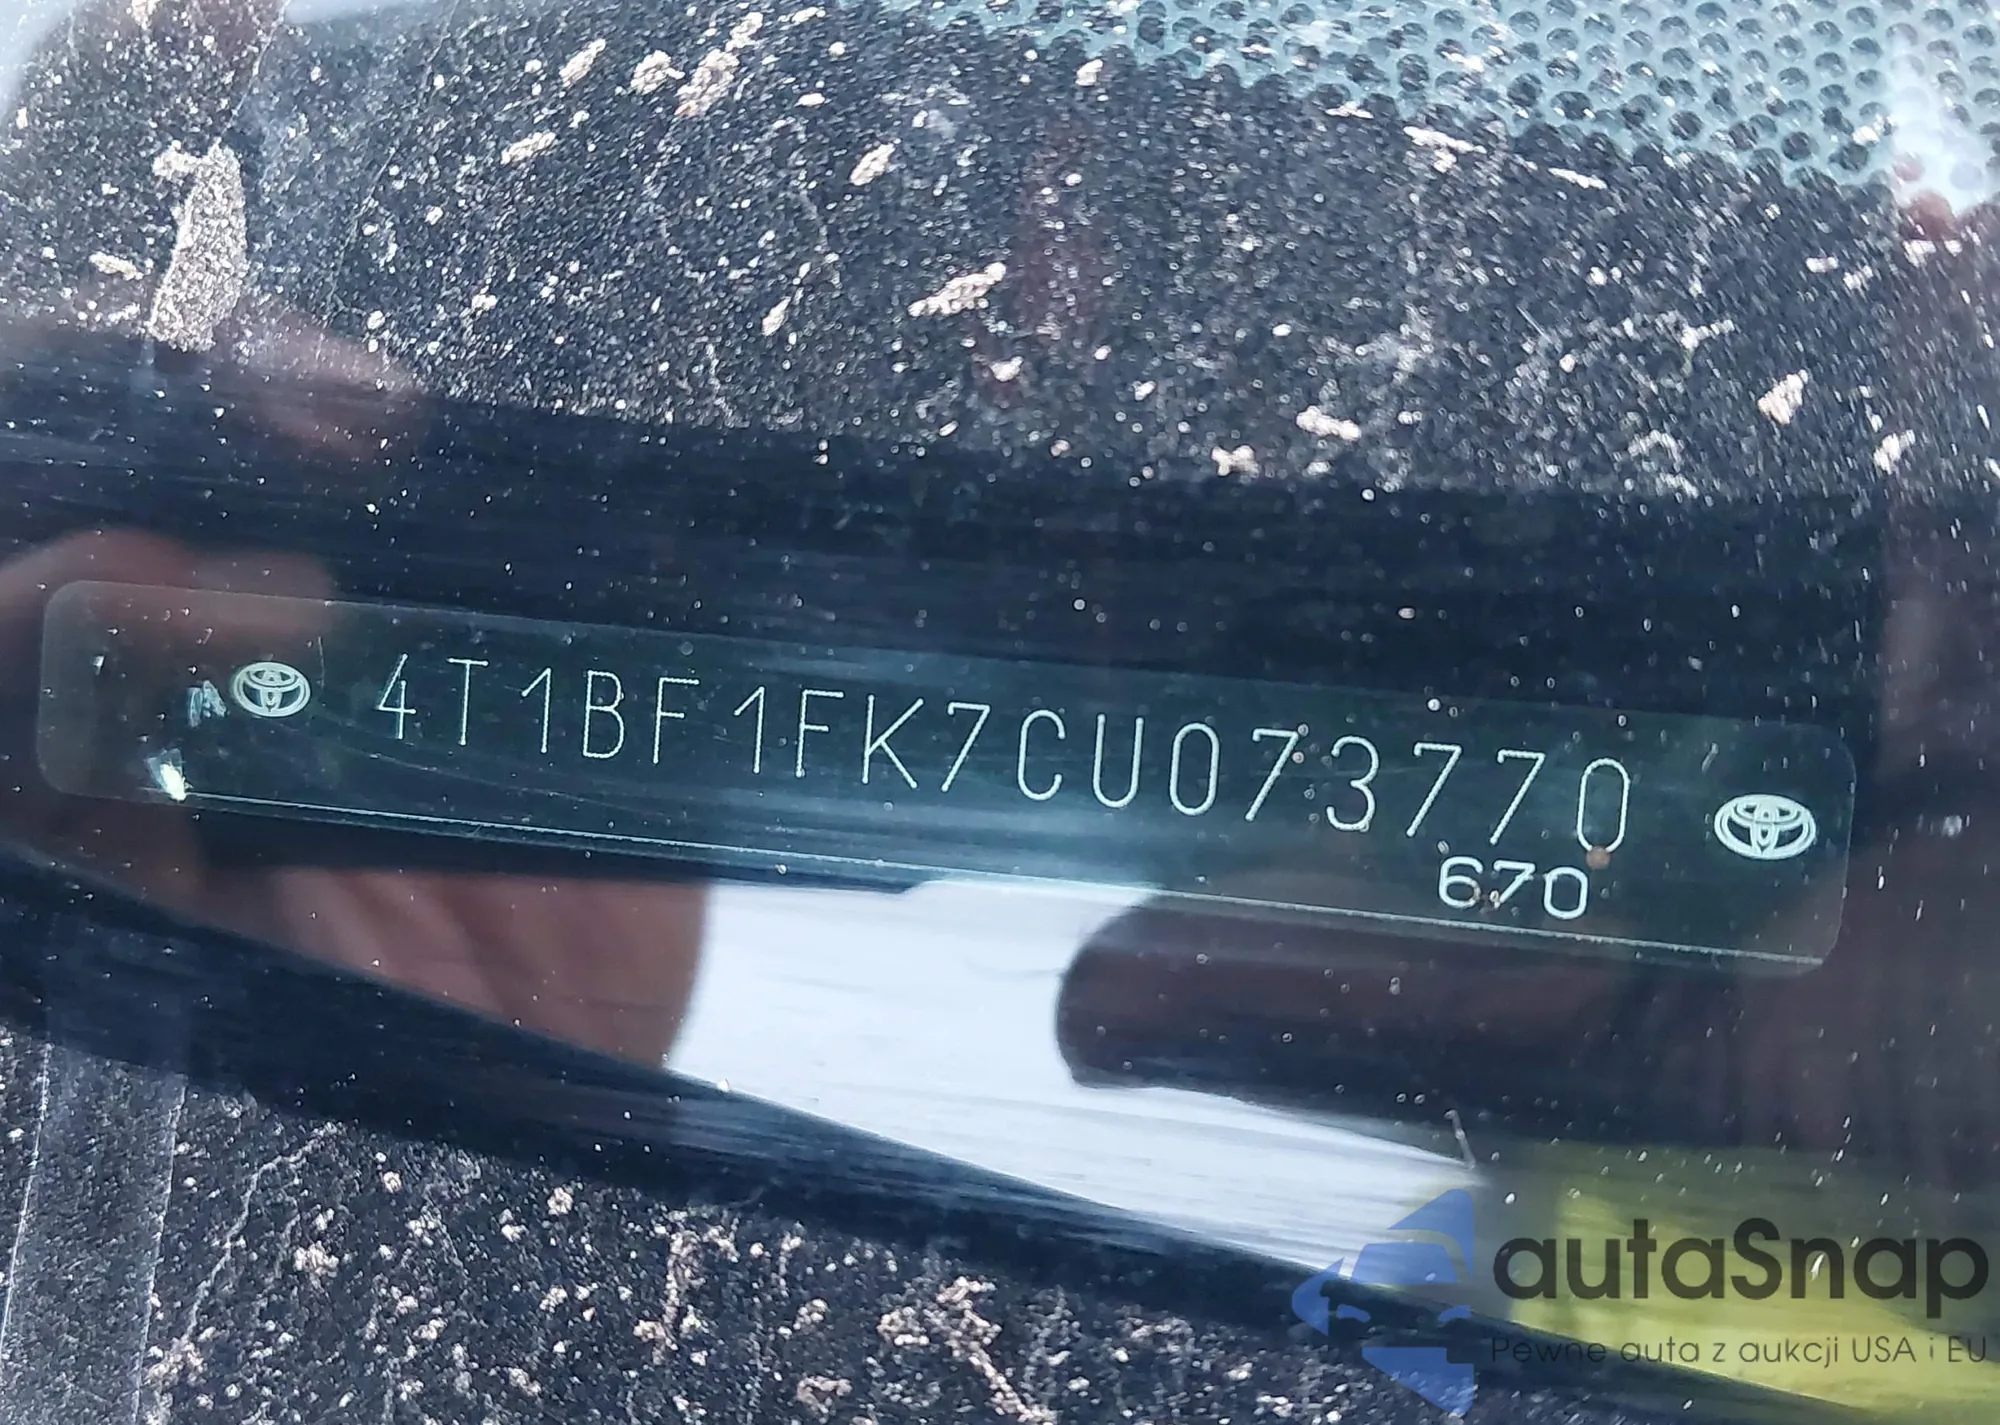 4T1BF1FK7CU073770
670
autaSnap
Pewne auta z aukcji USA i EU